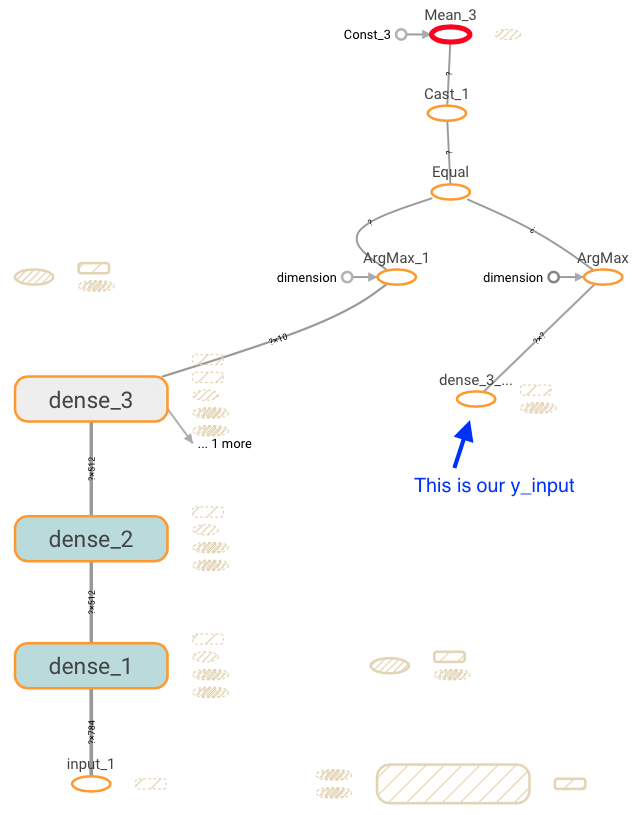 Mean_3
Const_3
?
Cast_1
?
Equal
?
?
ArgMax_1
ArgMax
dimension
dimension
?×10
?×?
dense_3_...
dense_3
... 1 more
?×512
This is our y_input
dense_2
?×512
dense_1
?×784
input_1